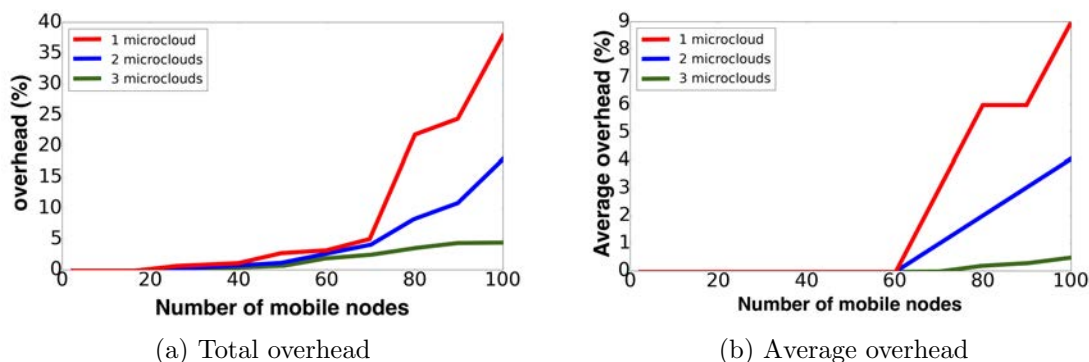 40
35
30
25
20
15
10
5
0
overhead (%)
1 microcloud
2 microclouds
3 microclouds
20 40 60 80 100
Number of mobile nodes
(a) Total overhead
9
8
7
6
5
4
3
2
1
0
Average overhead (%)
1 microcloud
2 microclouds
3 microclouds
0 20 40 60 80 100
Number of mobile nodes
(b) Average overhead